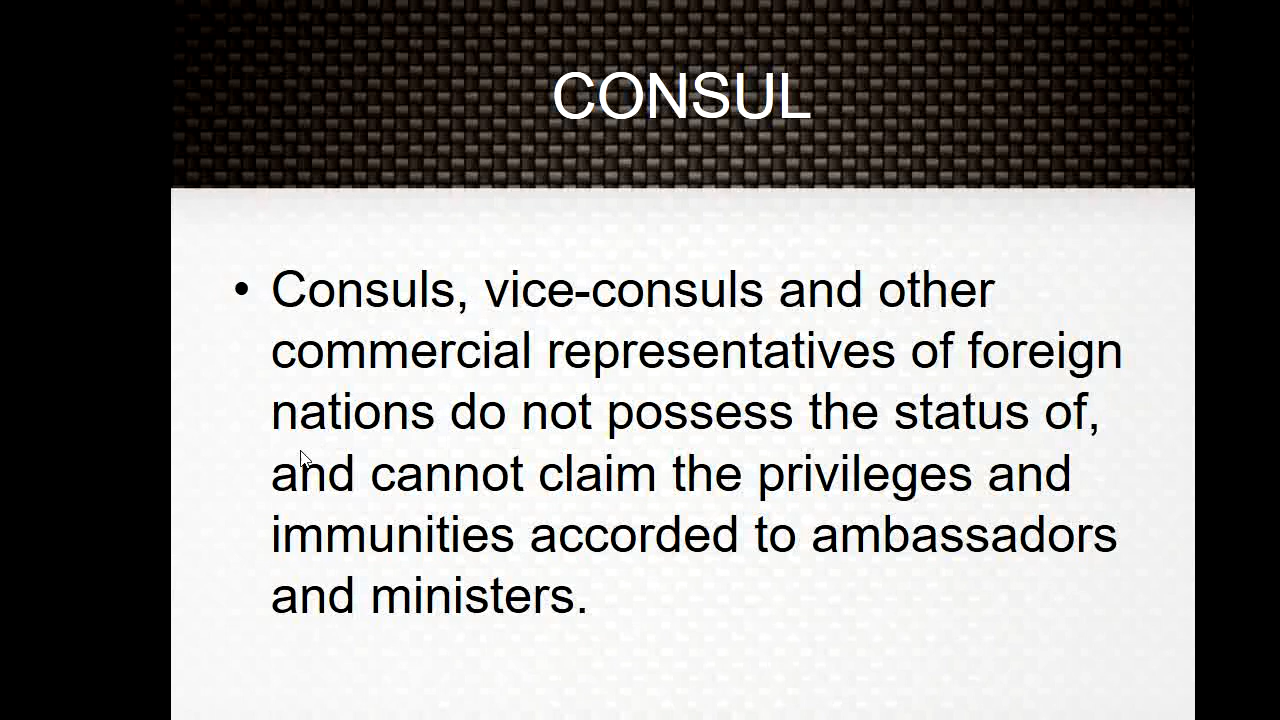 CONSUL
• Consuls, vice-consuls and other
commercial representatives of foreign
nations do not possess the status of,
and cannot claim the privileges and
immunities accorded to ambassadors
and ministers.